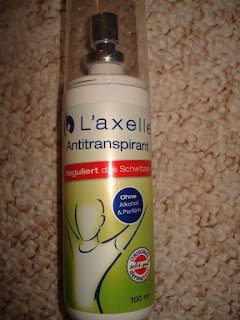 L'axelle
Antitranspirant
Reguliert das Schwitzen
Ohne
Alkohol
& Parfüm
100 ml